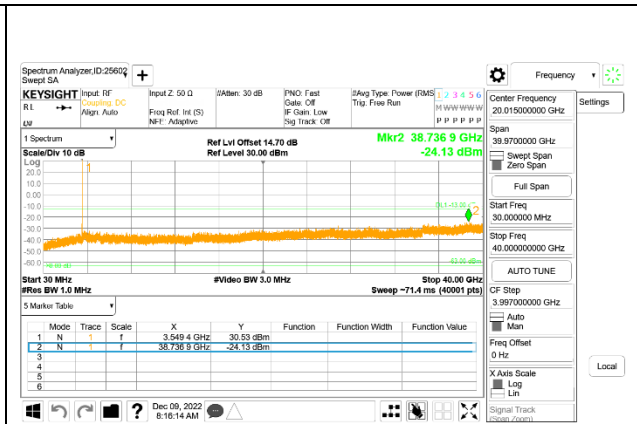 Spectrum Analyzer,ID:25602
Swept SA
+
Frequency
KEYSIGHT Input: RF Input Z: 50 Ω #Atten: 30 dB PNO: Fast #Avg Type: Power (RMS 1 2 3 4 5 6
RL Coupling: DC Gate: Off Trig: Free Run M W W W W W
Align: Auto Freq Ref: Int (S) IF Gain: Low
NFE: Adaptive Sig Track: Off P P P P P P
Center Frequency
20.015000000 GHz
Settings
1 Spectrum Ref Lvl Offset 14.70 dB Mkr2 38.736 9 GHz
Scale/Div 10 dB Ref Level 30.00 dBm -24.13 dBm
Span
39.9700000 GHz
Swept Span
Zero Span
Full Span
Start Freq
30.000000 MHz
Stop Freq
40.000000000 GHz
AUTO TUNE
CF Step
3.997000000 GHz
Auto
Man
Freq Offset
0 Hz
X Axis Scale
Log
Lin
Signal Track
(Span Zoom)
Local
Log
20.0
10.0
0.00
-10.0
-20.0
-30.0
-40.0
-50.0
-60.0
1
2
Start 30 MHz #Video BW 3.0 MHz Stop 40.00 GHz
#Res BW 1.0 MHz Sweep ~71.4 ms (40001 pts)
5 Marker Table
Mode Trace Scale X Y Function Function Width Function Value
1 N 1 f 3.549 4 GHz 30.53 dBm
2 N 1 f 38.736 9 GHz -24.13 dBm
3
4
5
6
? Dec 09, 2022
8:16:14 AM